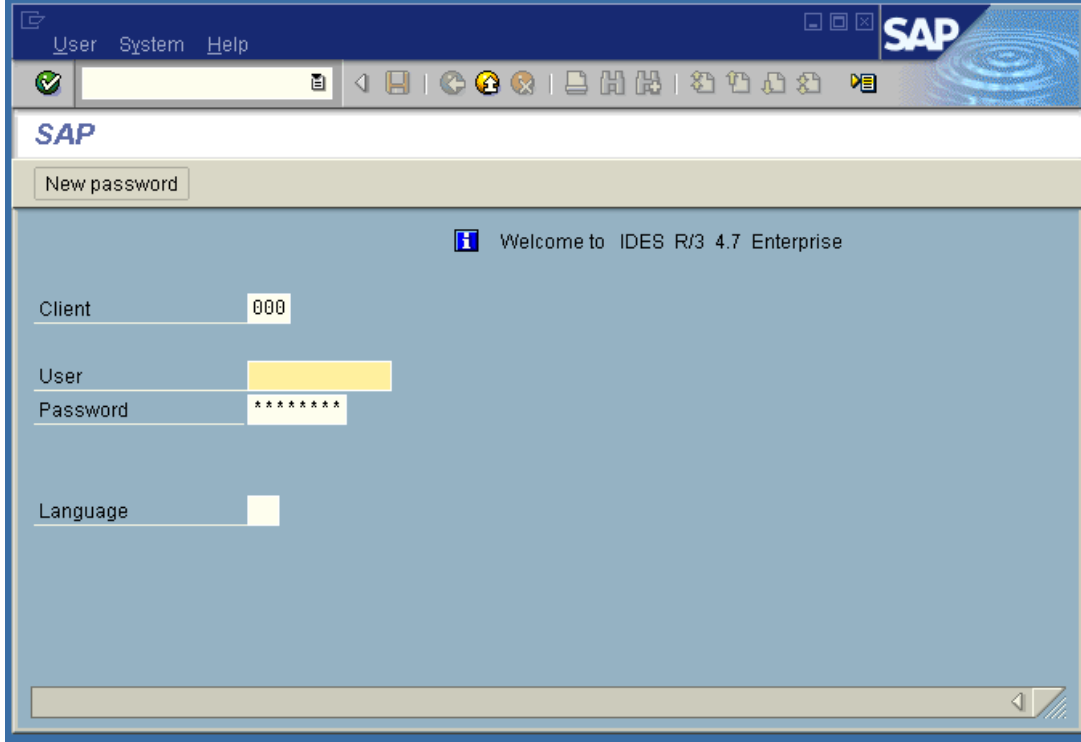 User System Help
SAP
SAP
New password
Welcome to IDES R/3 4.7 Enterprise
Client 000
User
Password ********
Language